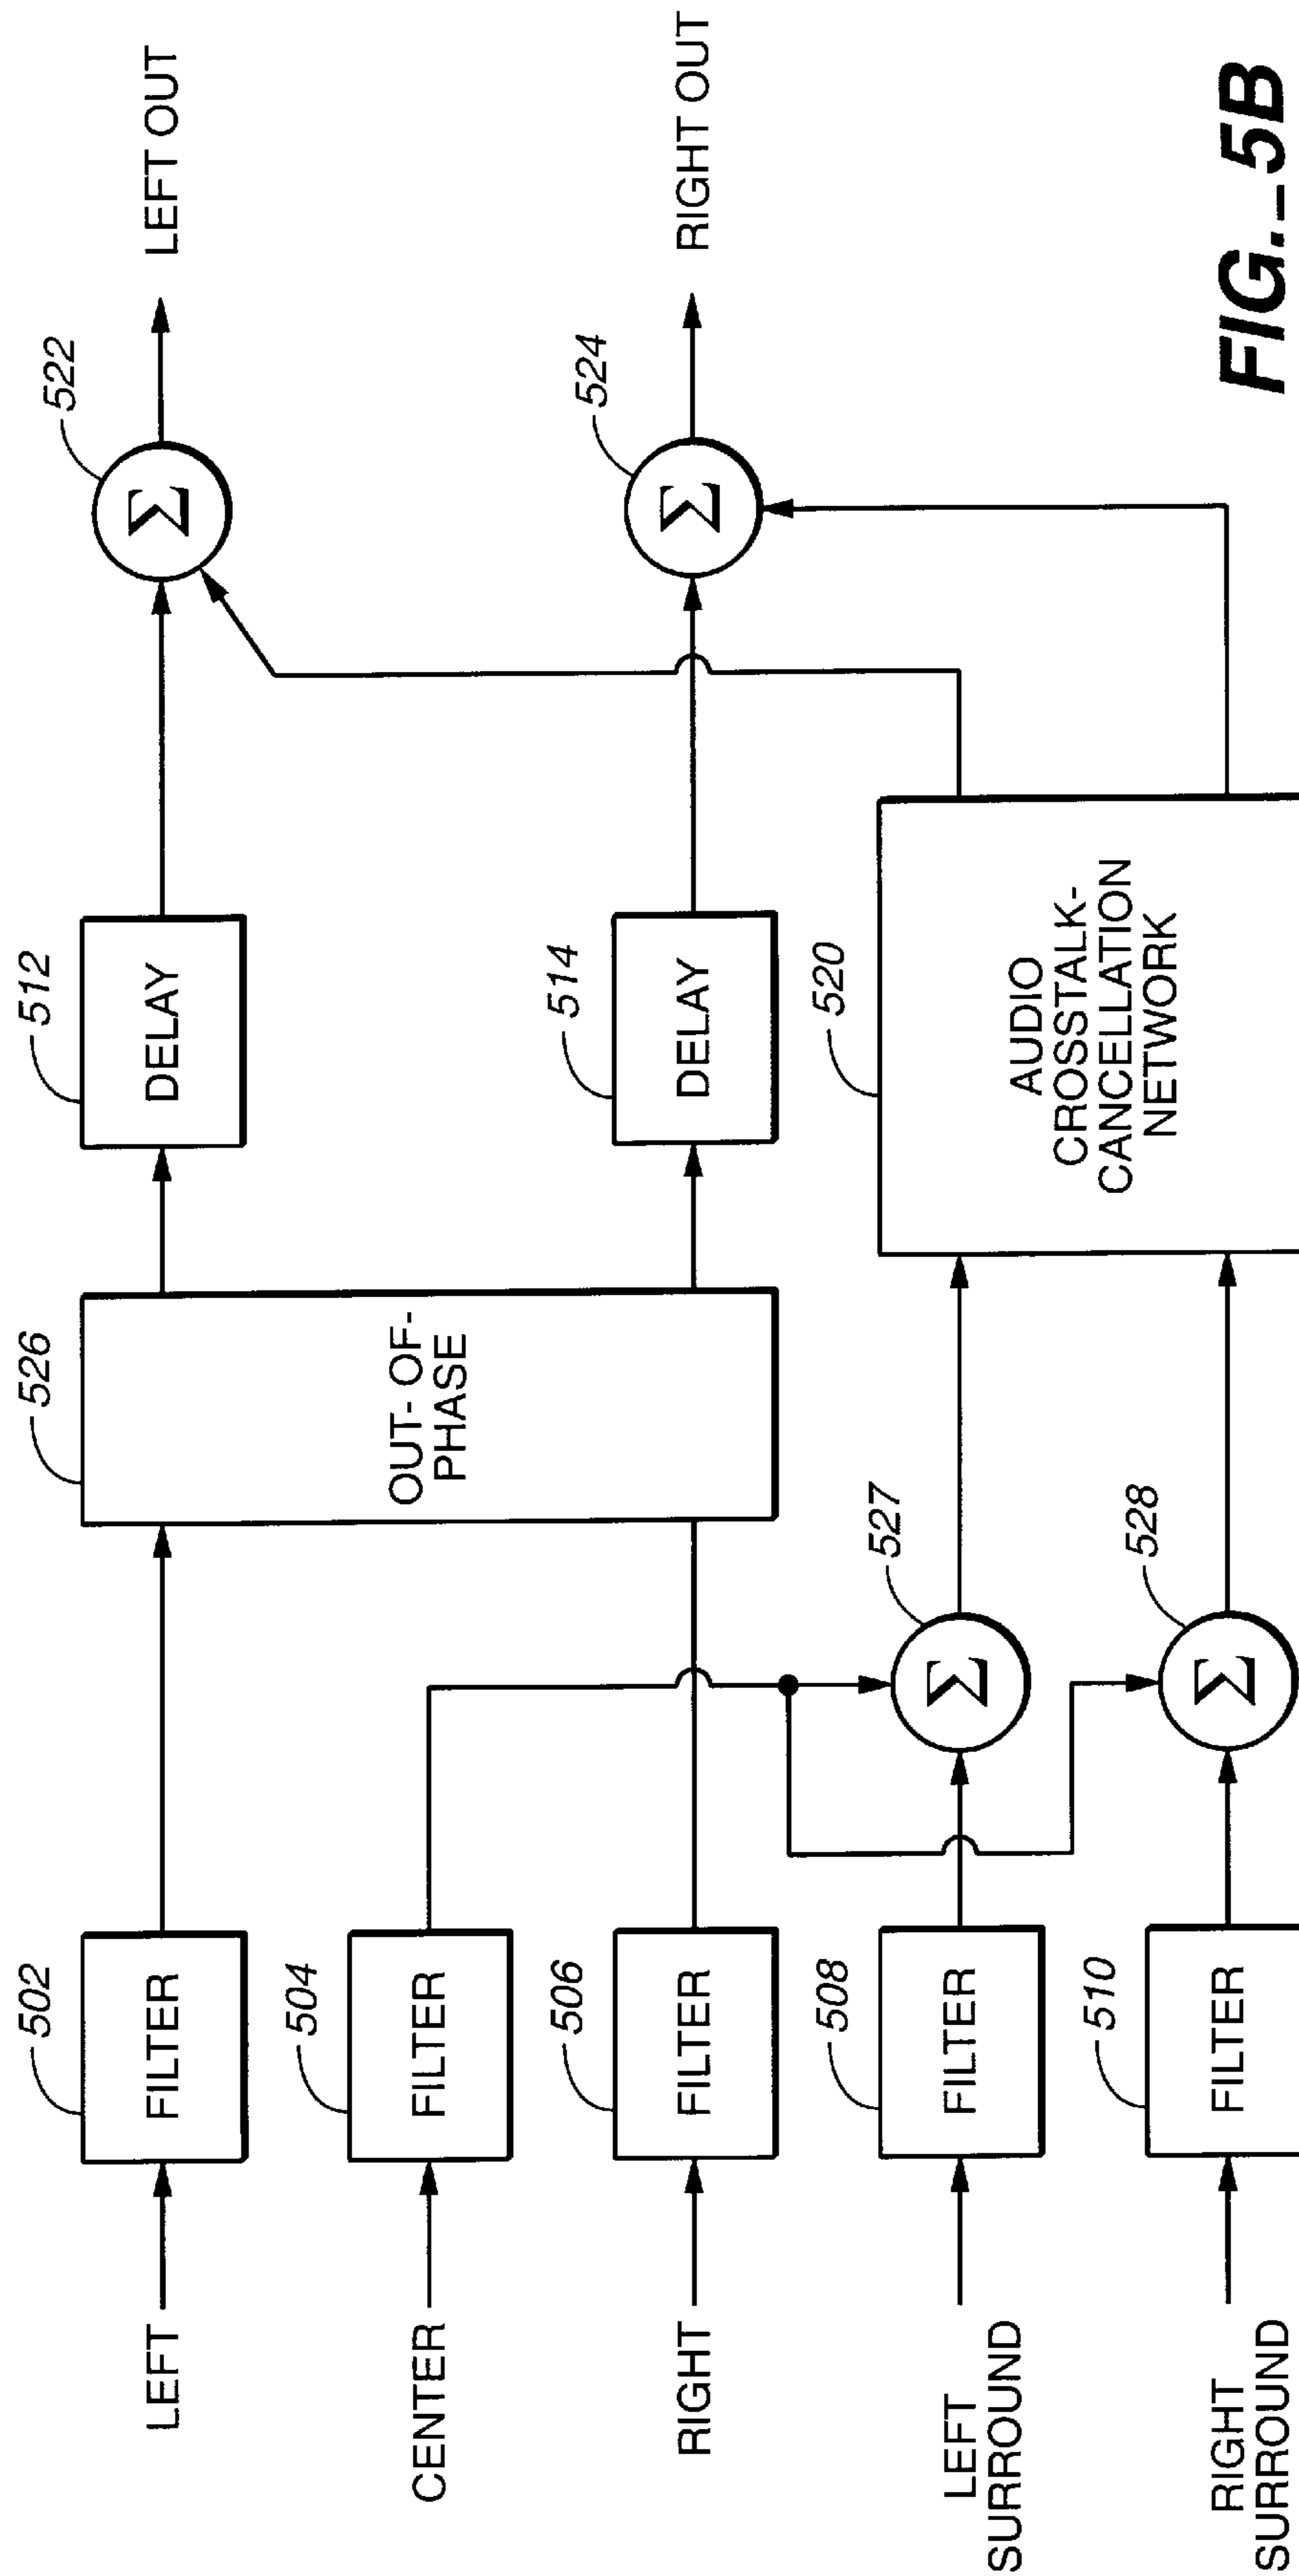 502
LEFT
FILTER
526
OUT- OF-
PHASE
512
DELAY
522
Σ
LEFT OUT
504
CENTER
FILTER
506
RIGHT
FILTER
514
DELAY
524
Σ
RIGHT OUT
508
LEFT
SURROUND
FILTER
527
Σ
520
AUDIO
CROSSTALK-
CANCELLATION
NETWORK
510
RIGHT
SURROUND
FILTER
528
Σ
FIG._5B